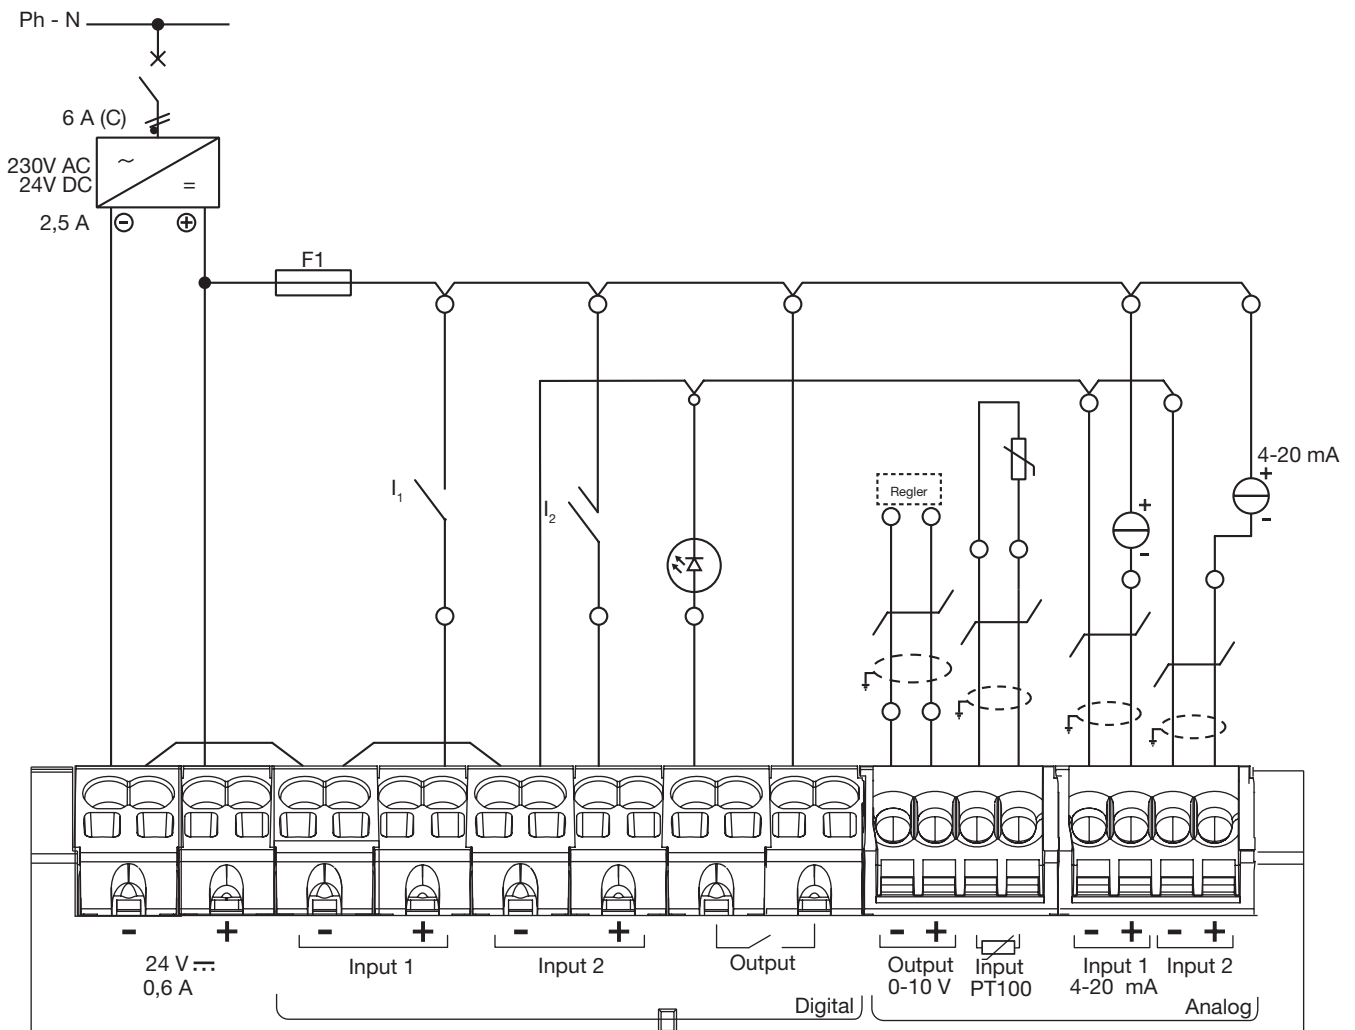 Ph - N
6 A (C)
~
230V AC
24V DC
=
2,5 A
- +
F1
4-20 mA
+
-
I1
I2
Regler
+
-
- + - + - + - + - + - +
24 V
0,6 A
Input 1
Input 2
Output
Output
0-10 V
Input
PT100
Input 1
4-20 mA
Input 2
Digital
Analog